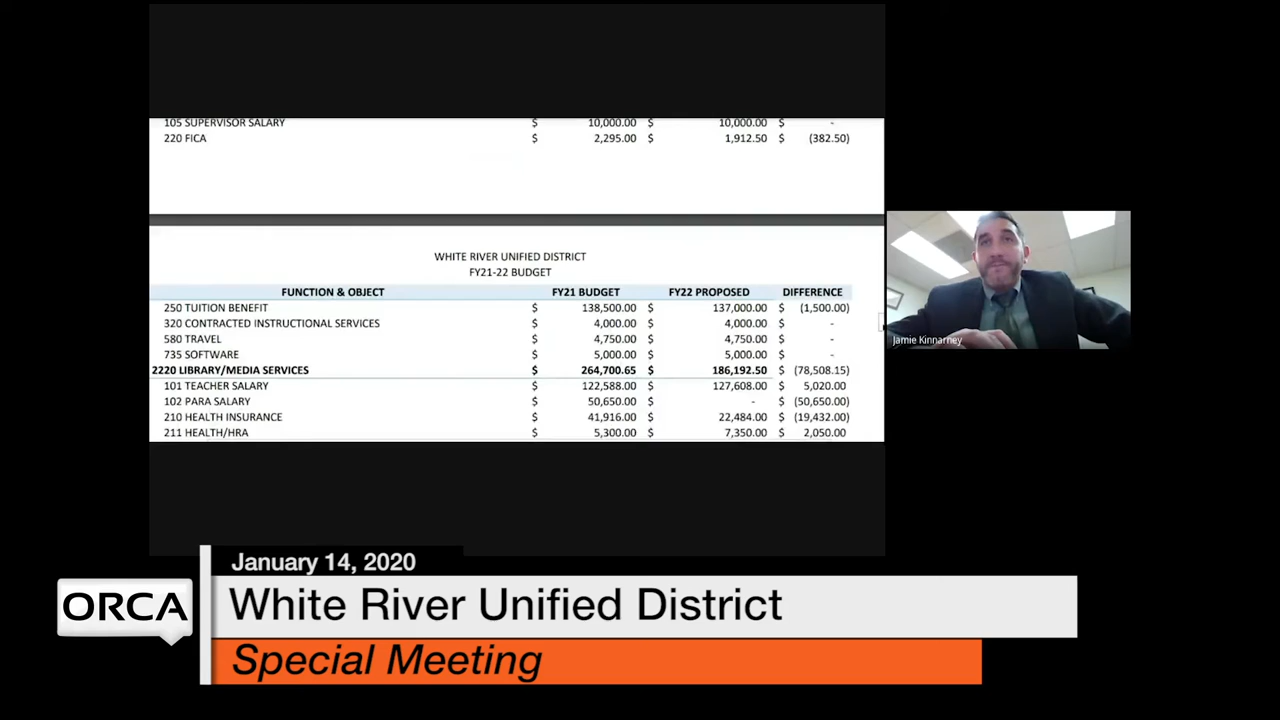 105 SUPERVISOR SALARY $ 10,000.00 $ 10,000.00 $ -
220 FICA $ 2,295.00 $ 1,912.50 $ (382.50)
WHITE RIVER UNIFIED DISTRICT
FY21-22 BUDGET
FUNCTION & OBJECT FY21 BUDGET FY22 PROPOSED DIFFERENCE
250 TUITION BENEFIT $ 138,500.00 $ 137,000.00 $ (1,500.00)
320 CONTRACTED INSTRUCTIONAL SERVICES $ 4,000.00 $ 4,000.00 $ -
580 TRAVEL $ 4,750.00 $ 4,750.00 $ -
735 SOFTWARE $ 5,000.00 $ 5,000.00 $ -
2220 LIBRARY/MEDIA SERVICES $ 264,700.65 $ 186,192.50 $ (78,508.15)
101 TEACHER SALARY $ 122,588.00 $ 127,608.00 $ 5,020.00
102 PARA SALARY $ 50,650.00 $ - $ (50,650.00)
210 HEALTH INSURANCE $ 41,916.00 $ 22,484.00 $ (19,432.00)
211 HEALTH/HRA $ 5,300.00 $ 7,350.00 $ 2,050.00
Jamie Kinnarney
January 14, 2020
ORCA
White River Unified District
Special Meeting